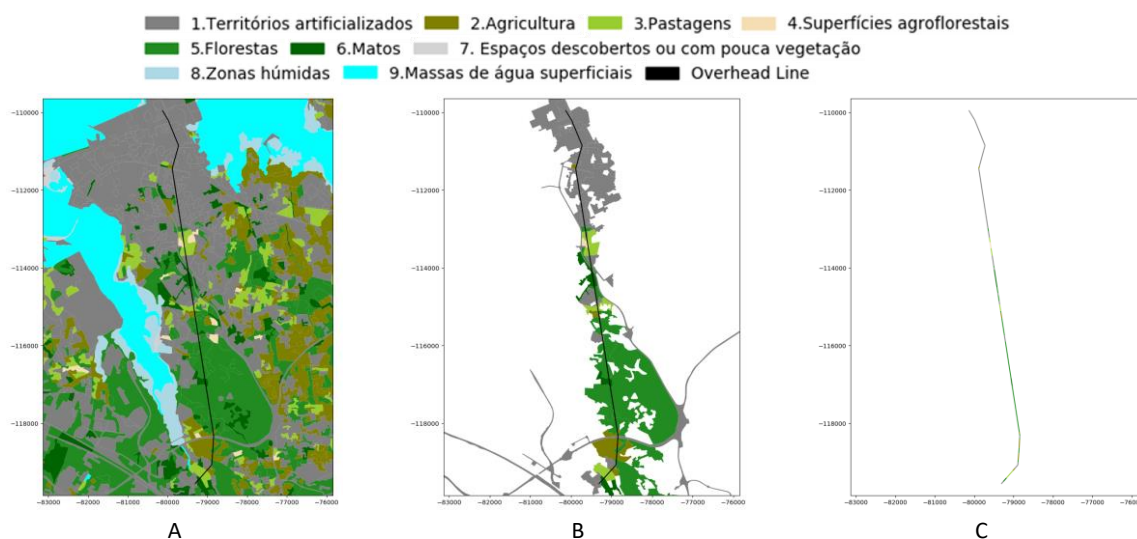 1.Territórios artificializados 2.Agricultura 3.Pastagens 4.Superfícies agroflorestais
5.Florestas 6.Matos 7. Espaços descobertos ou com pouca vegetação
8.Zonas húmidas 9.Massas de água superficiais Overhead Line
−110000 −110000 −110000
−112000 −112000 −112000
−114000 −114000 −114000
−116000 −116000 −116000
−118000 −118000 −118000
−83000 −82000 −81000 −80000 −79000 −78000 −77000 −76000 −83000 −82000 −81000 −80000 −79000 −78000 −77000 −76000 −83000 −82000 −81000 −80000 −79000 −78000 −77000 −76000
A B C